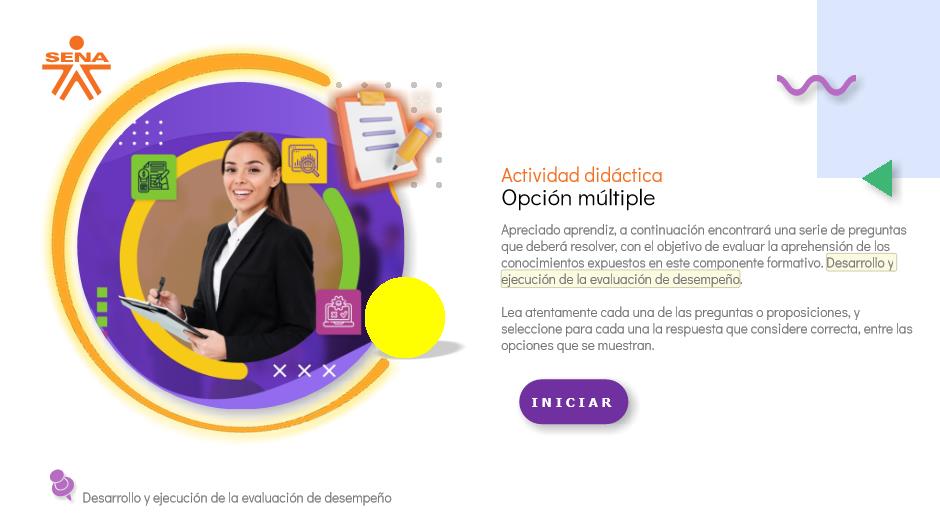 SENA
Actividad didáctica
Opción múltiple
Apreciado aprendiz, a continuación encontrará una serie de preguntas
que deberá resolver, con el objetivo de evaluar la aprehensión de los
conocimientos expuestos en este componente formativo. Desarrollo y
ejecución de la evaluación de desempeño.
Lea atentamente cada una de las preguntas o proposiciones, y
seleccione para cada una la respuesta que considere correcta, entre las
opciones que se muestran.
INICIAR
Desarrollo y ejecución de la evaluación de desempeño